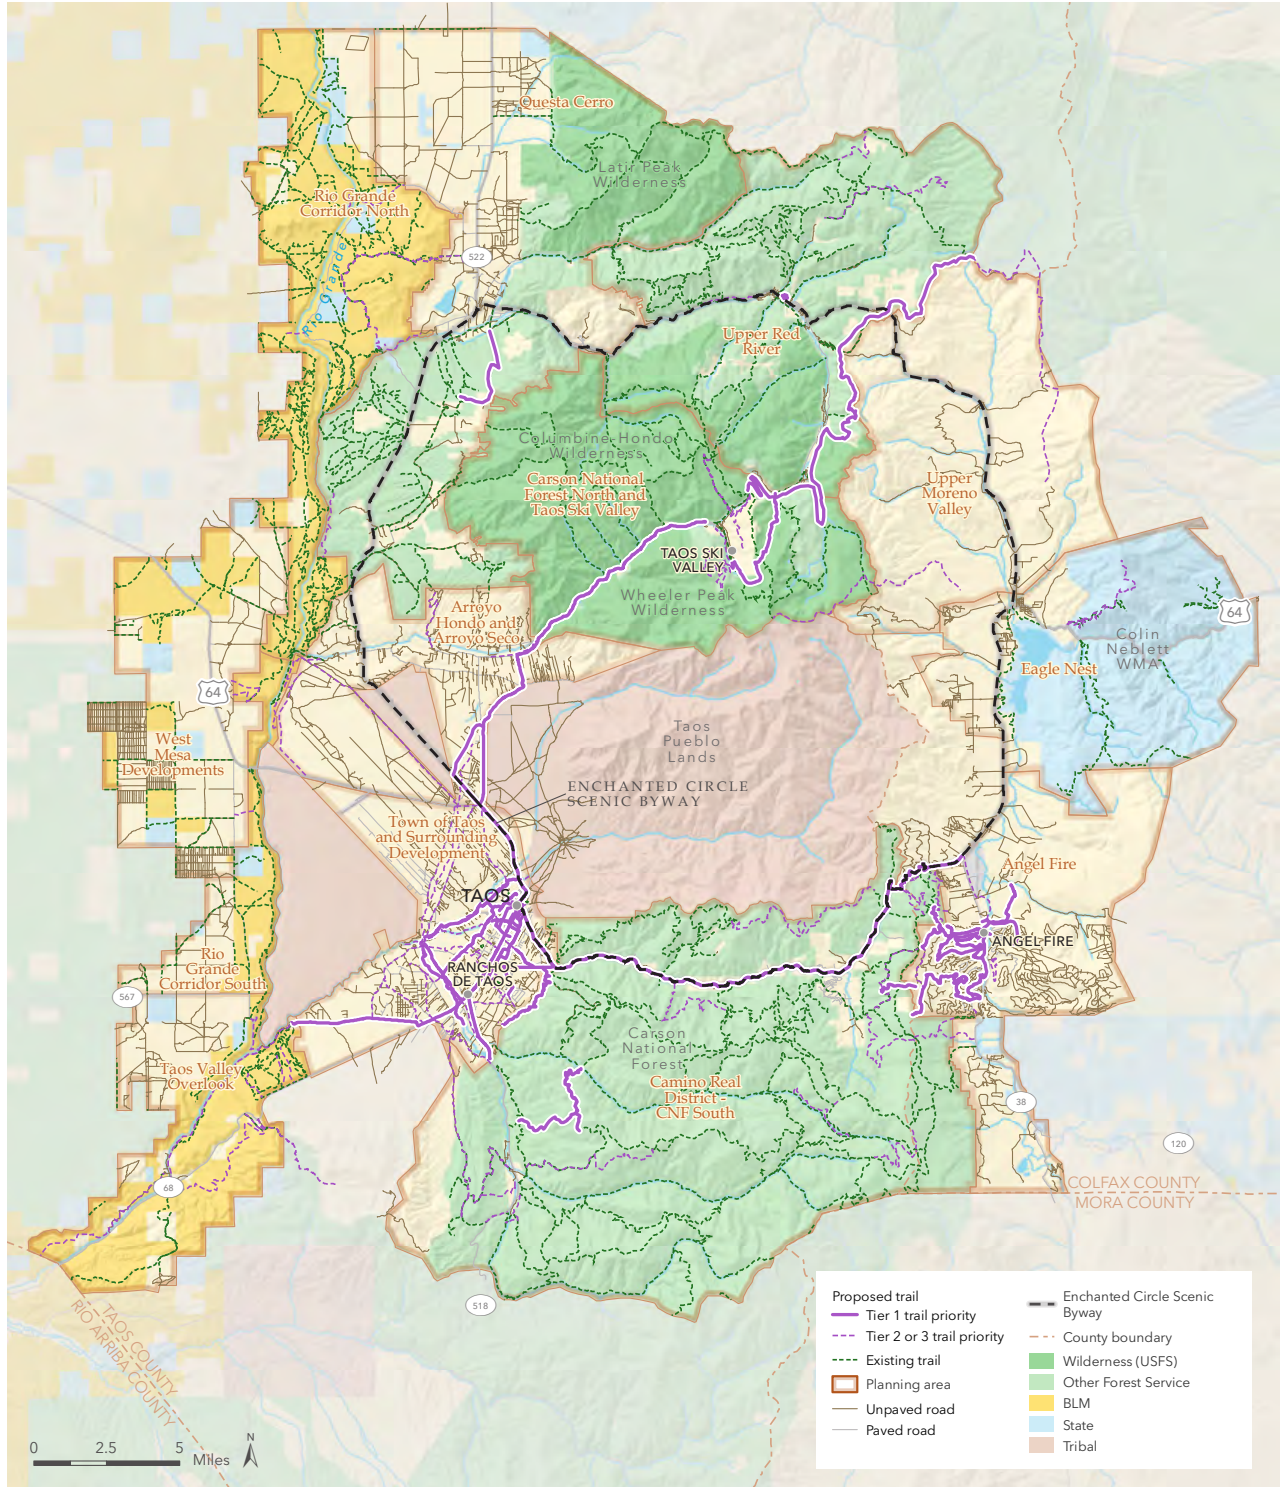 Questa Cerro
Latir Peak
Wilderness
Rio Grande
Corridor North
522
Rio Grande
Upper Red
River
Columbine-Hondo
Wilderness
Carson National
Forest North and
Taos Ski Valley
Upper
Moreno
Valley
TAOS SKI
VALLEY
Wheeler Peak
Wilderness
Arroyo
Hondo and
Arroyo Seco
64
Colin
Neblett
WMA
Eagle Nest
64
West
Mesa
Developments
Taos
Pueblo
Lands
ENCHANTED CIRCLE
SCENIC BYWAY
Town of Taos
and Surrounding
Development
Angel Fire
TAOS
ANGEL FIRE
RANCHOS
DE TAOS
Rio
Grande
Corridor South
567
Carson
National
Forest
Taos Valley
Overlook
Camino Real
District -
CNF South
38
120
68
COLFAX COUNTY
MORA COUNTY
518
TAOS COUNTY
RIO ARRIBA COUNTY
Proposed trail
Tier 1 trail priority
Tier 2 or 3 trail priority
Existing trail
Planning area
Unpaved road
Paved road
Enchanted Circle Scenic
Byway
County boundary
Wilderness (USFS)
Other Forest Service
BLM
State
Tribal
0 2.5 5
Miles
N